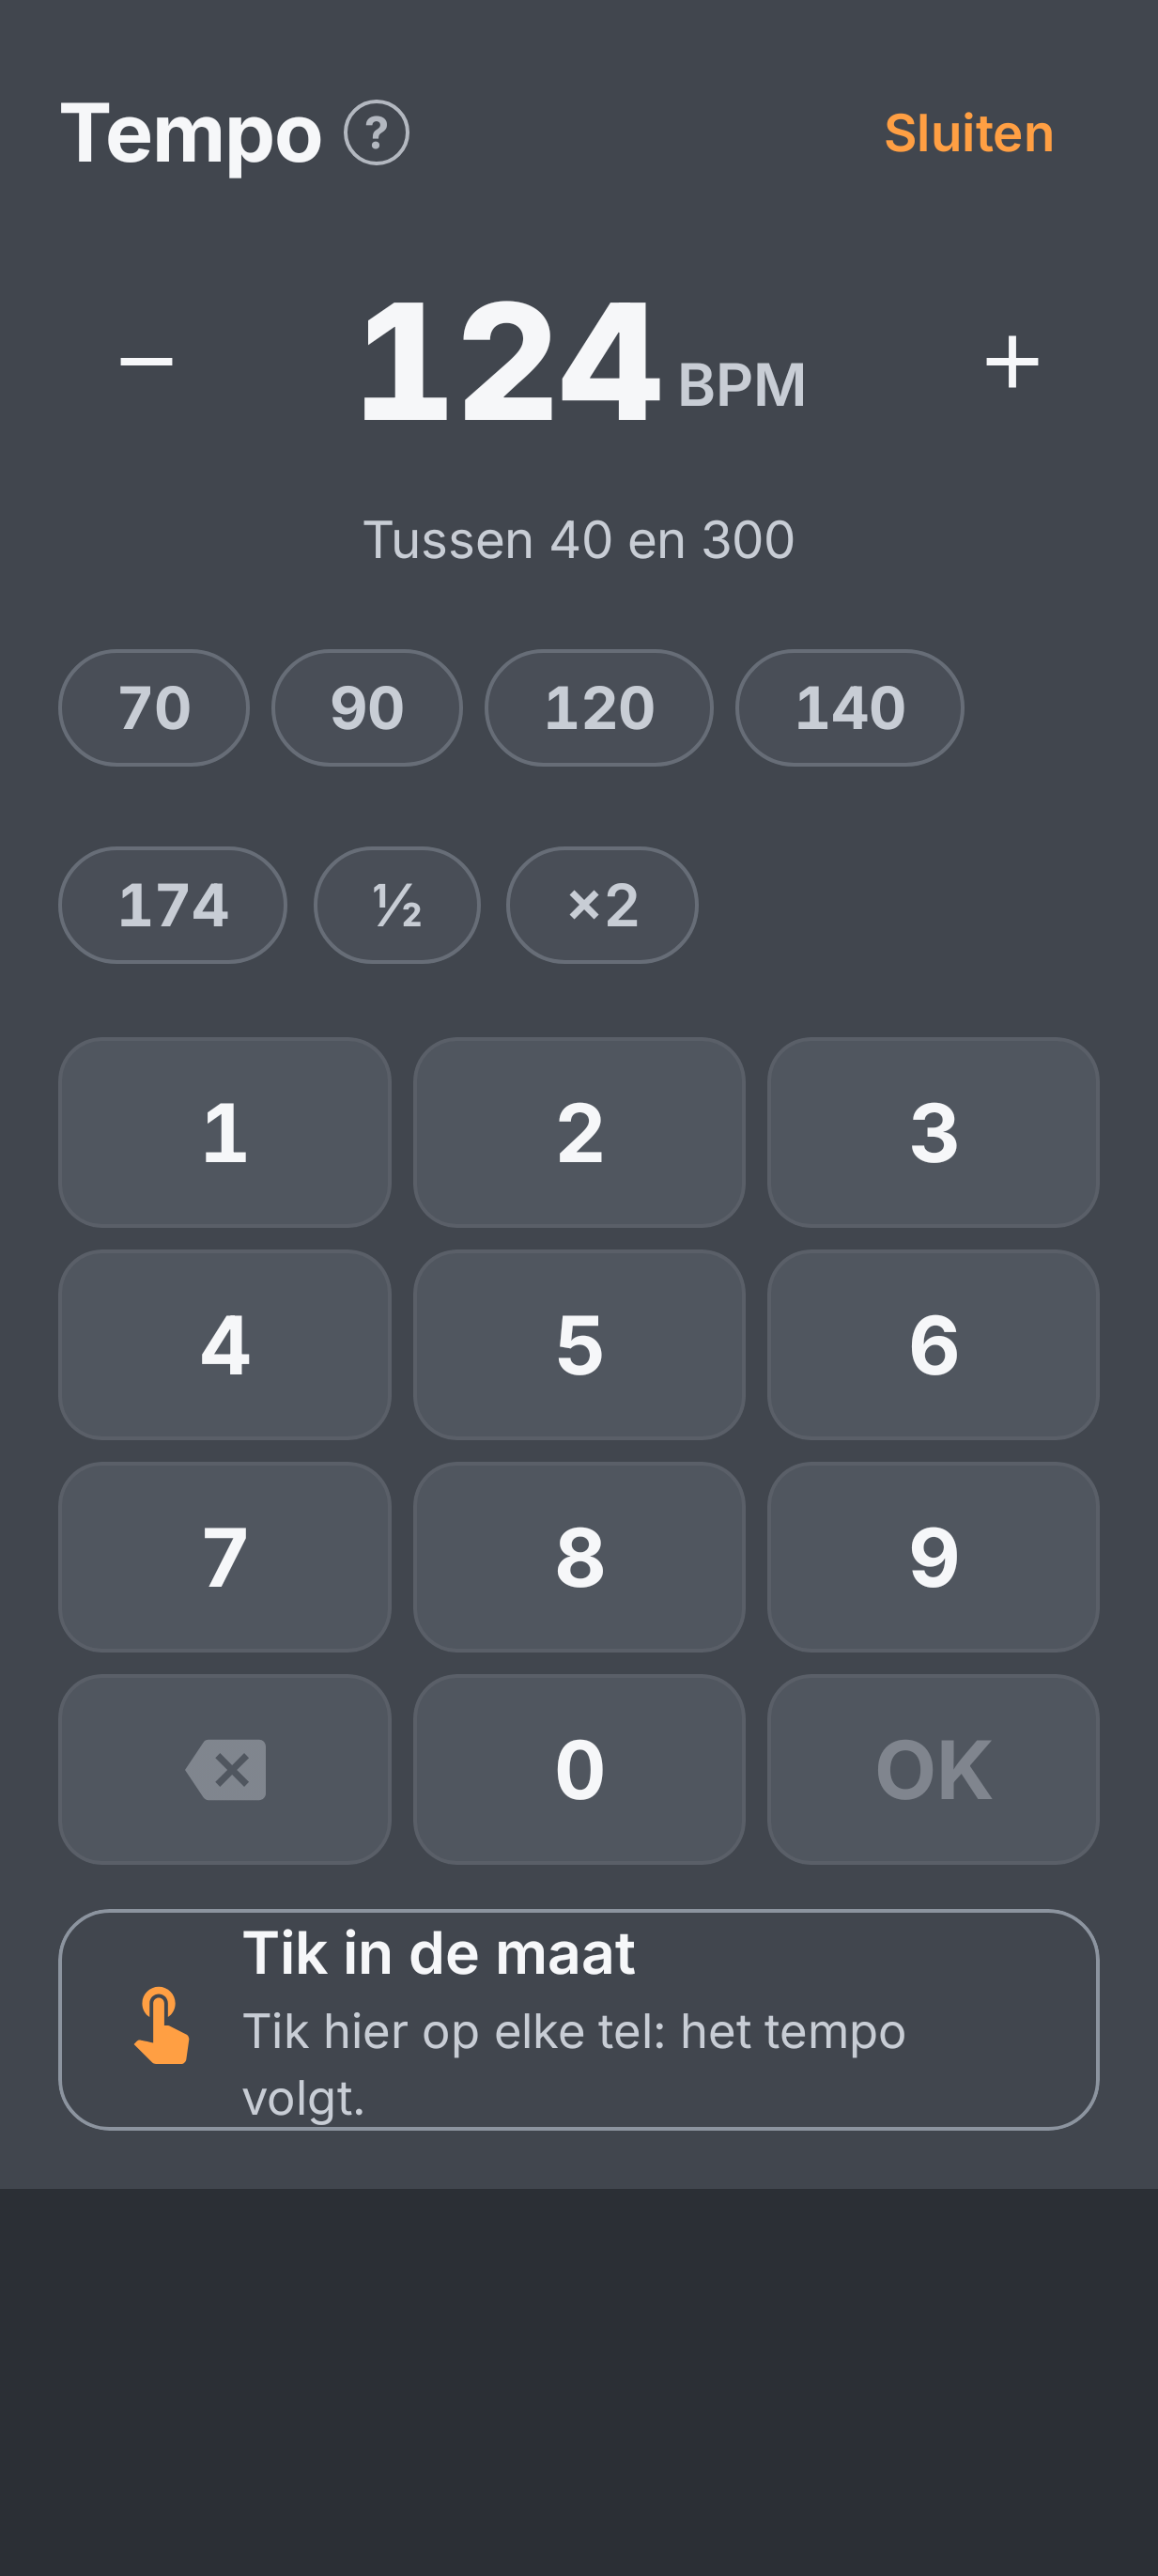 Tempo ? Sluiten
− 124 BPM +
Tussen 40 en 300
70 90 120 140
174 ½ ×2
1 2 3
4 5 6
7 8 9
0 OK
Tik in de maat
Tik hier op elke tel: het tempo
volgt.